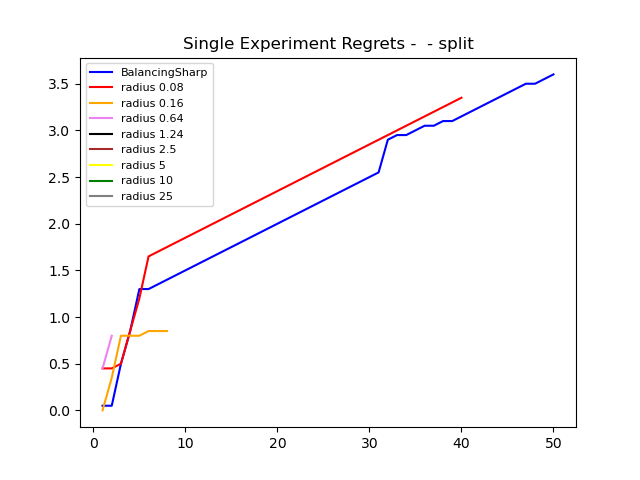 Single Experiment Regrets -  - split
BalancingSharp
radius 0.08
radius 0.16
radius 0.64
radius 1.24
radius 2.5
radius 5
radius 10
radius 25
3.5
3.0
2.5
2.0
1.5
1.0
0.5
0.0
0 10 20 30 40 50